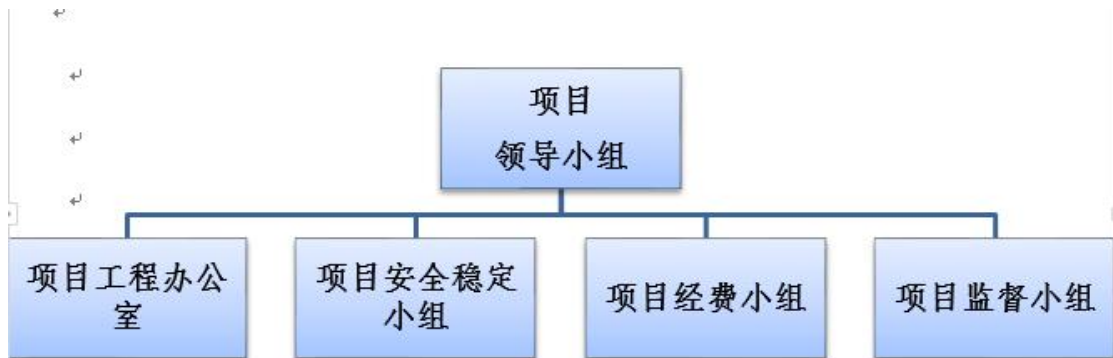 项目
领导小组
项目工程办公
室
项目安全稳定
小组
项目经费小组
项目监督小组